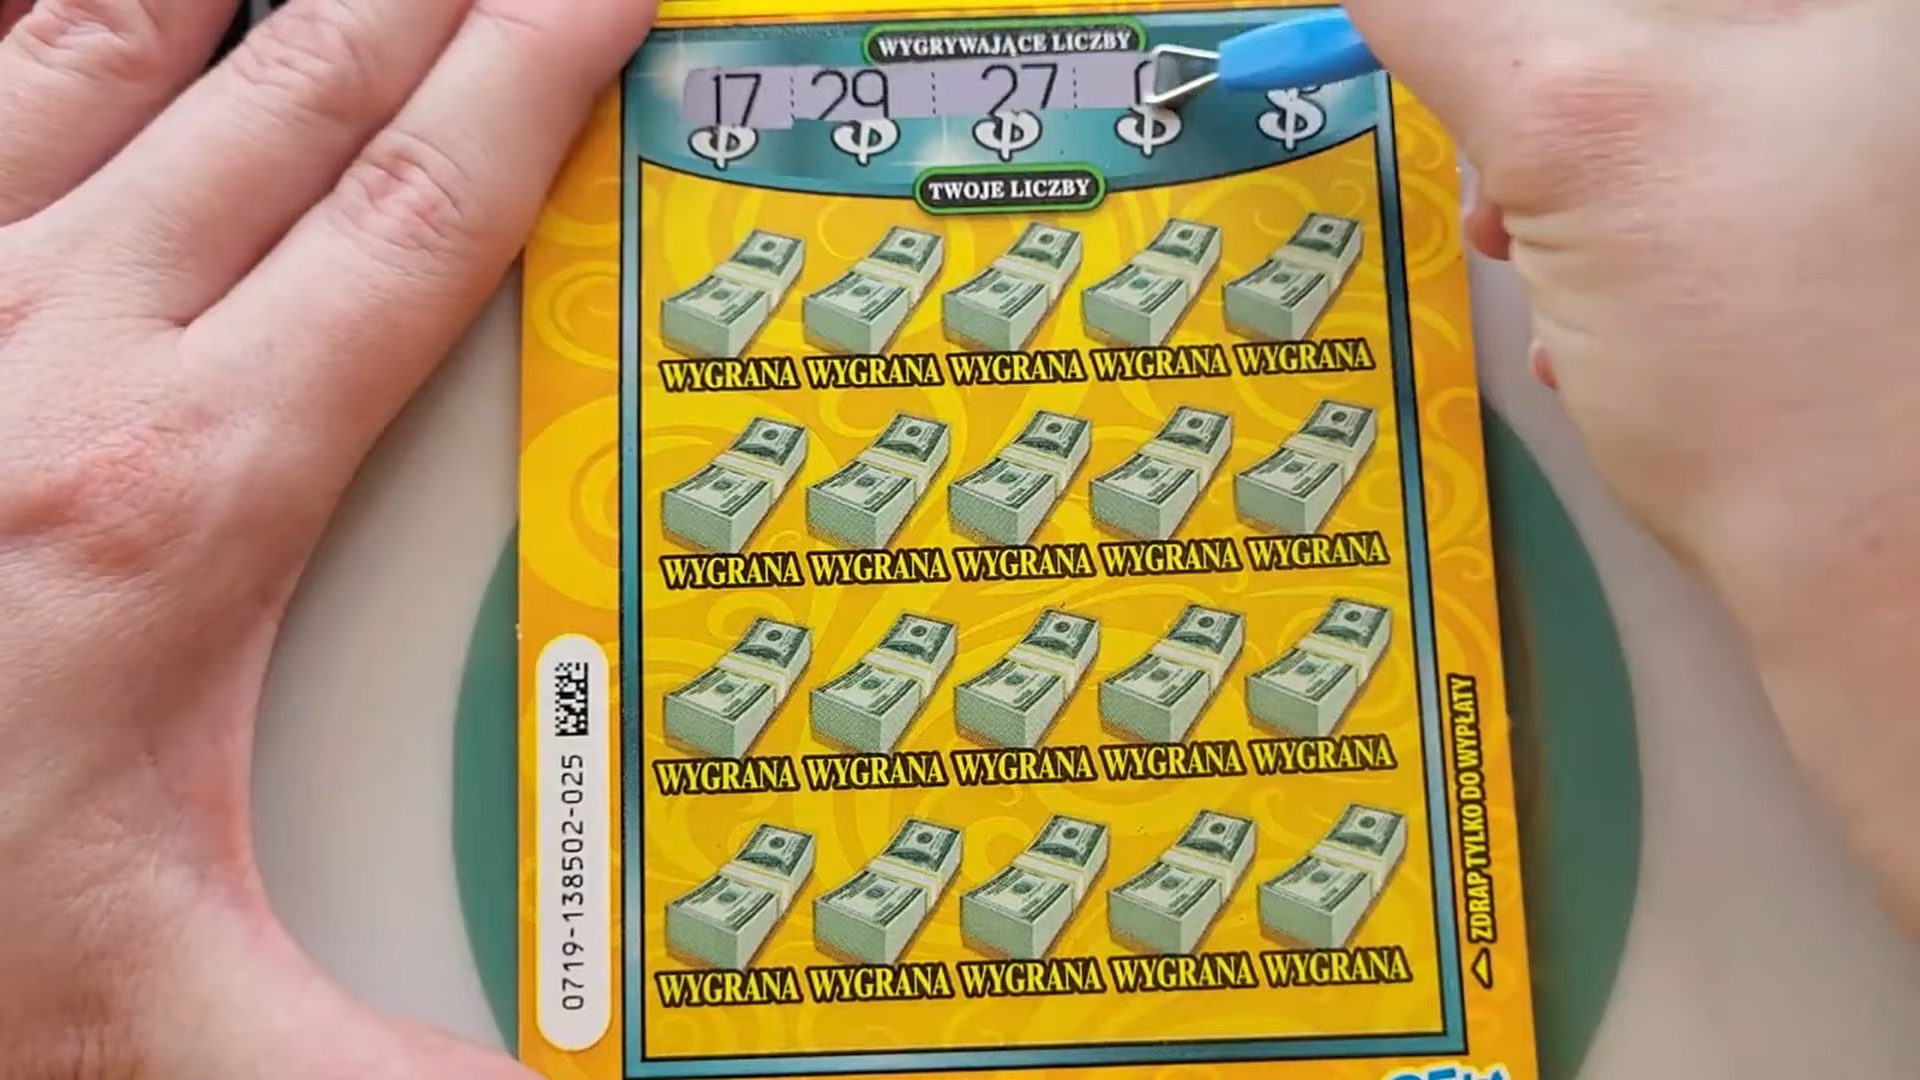 WYGRYWAJĄCE LICZBY
17 29 27
TWOJE LICZBY
WYGRANA WYGRANA WYGRANA WYGRANA WYGRANA
WYGRANA WYGRANA WYGRANA WYGRANA WYGRANA
WYGRANA WYGRANA WYGRANA WYGRANA WYGRANA
WYGRANA WYGRANA WYGRANA WYGRANA WYGRANA
0719-138502-025
ZDRAP TYLKO DO WYPŁATY